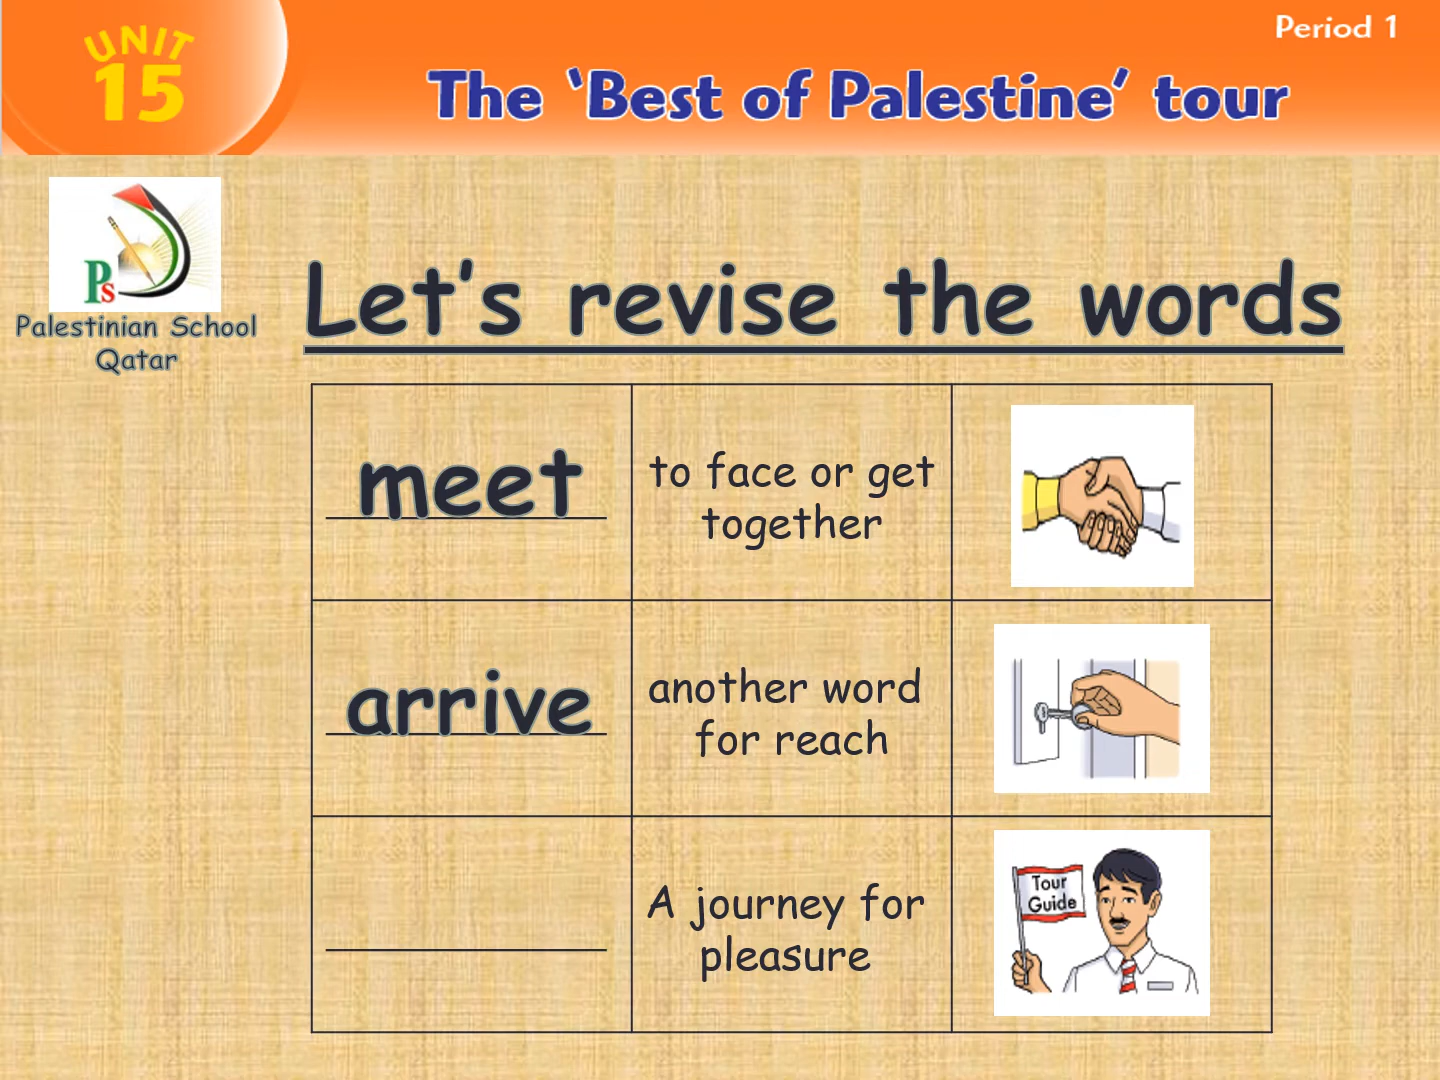 UNIT
15
Period 1
The ‘Best of Palestine’ tour
Ps
Palestinian School
Qatar
Let’s revise the words
meet
to face or get
together
arrive
another word
for reach
A journey for
pleasure
Tour
Guide